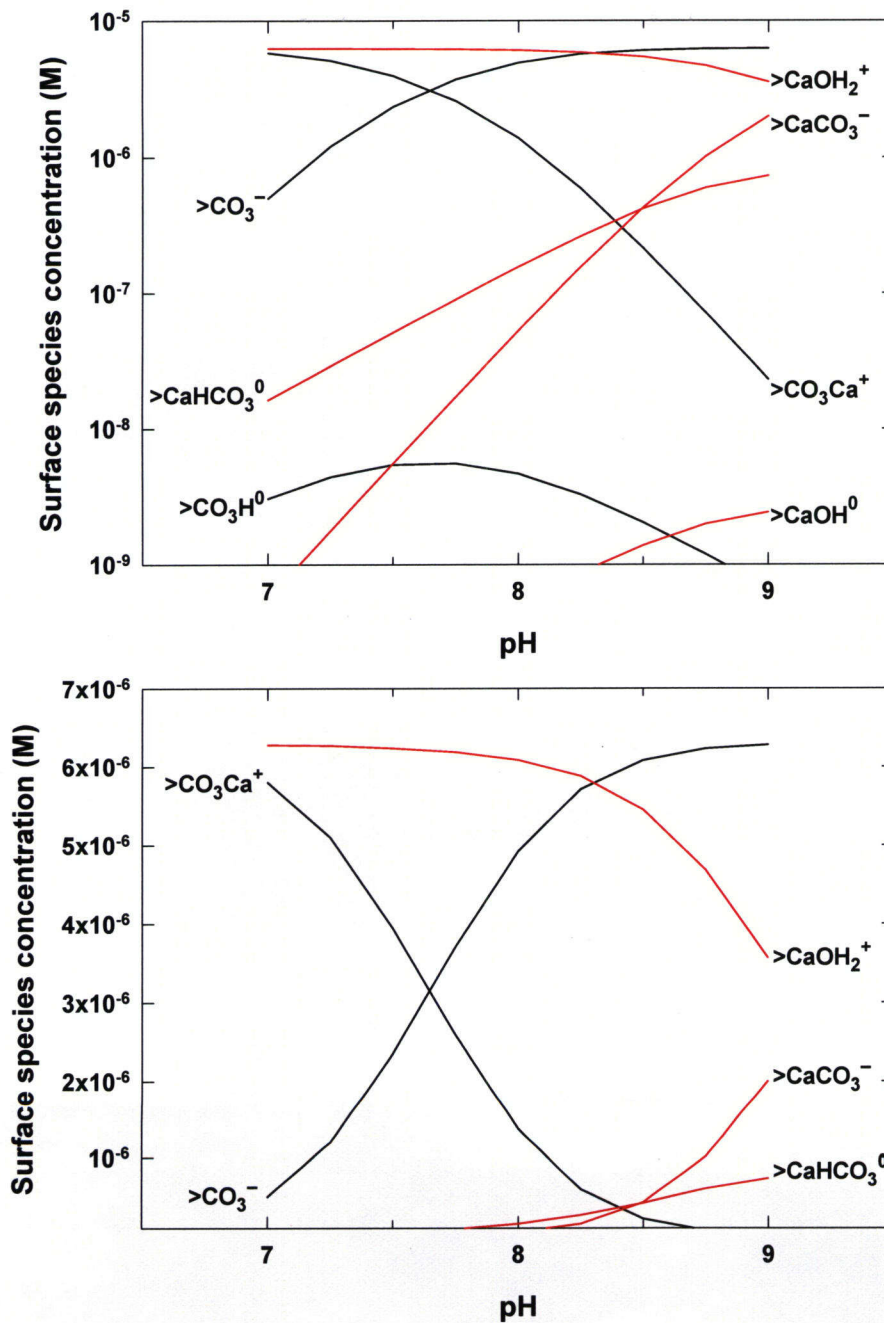 Surface species concentration (M)
10⁻⁵
10⁻⁶
10⁻⁷
10⁻⁸
10⁻⁹
>CaOH₂⁺
>CaCO₃⁻
>CO₃⁻
>CaHCO₃⁰
>CO₃Ca⁺
>CO₃H⁰
>CaOH⁰
7
8
9
pH
Surface species concentration (M)
7x10⁻⁶
6x10⁻⁶
5x10⁻⁶
4x10⁻⁶
3x10⁻⁶
2x10⁻⁶
10⁻⁶
>CO₃Ca⁺
>CaOH₂⁺
>CaCO₃⁻
>CaHCO₃⁰
>CO₃⁻
7
8
9
pH